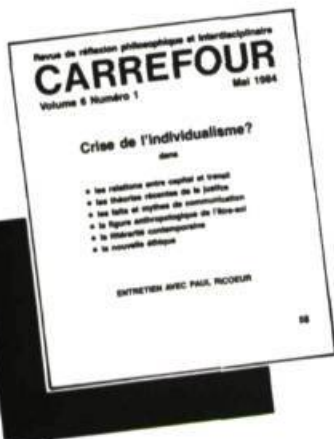 Revue de réflexion philosophique et interdisciplinaire
CARREFOUR
Volume 6 Numéro 1 Mai 1984
Crise de l'individualisme?
dans
• les relations entre capital et travail
• les théories récentes de la justice
• les faits et mythes de communication
• la figure anthropologique de l'être-soi
• la littérarité contemporaine
• la nouvelle éthique
ENTRETIEN AVEC PAUL RICOEUR